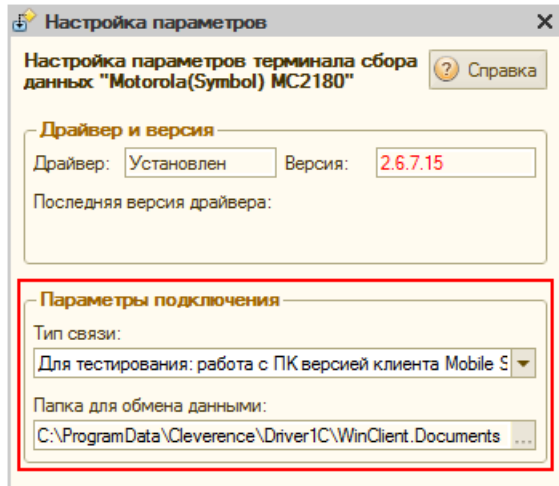 Настройка параметров
Настройка параметров терминала сбора
данных "Motorola(Symbol) MC2180"
Справка
Драйвер и версия
Драйвер: Установлен Версия: 2.6.7.15
Последняя версия драйвера:
Параметры подключения
Тип связи:
Для тестирования: работа с ПК версией клиента Mobile S
Папка для обмена данными:
C:\ProgramData\Cleverence\Driver1C\WinClient.Documents ...